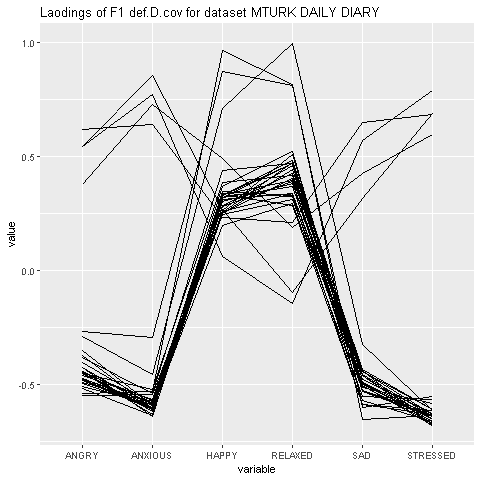 Laodings of F1 def.D.cov for dataset MTURK DAILY DIARY
1.0
0.5
0.0
-0.5
value
ANGRY ANXIOUS HAPPY RELAXED SAD STRESSED
variable